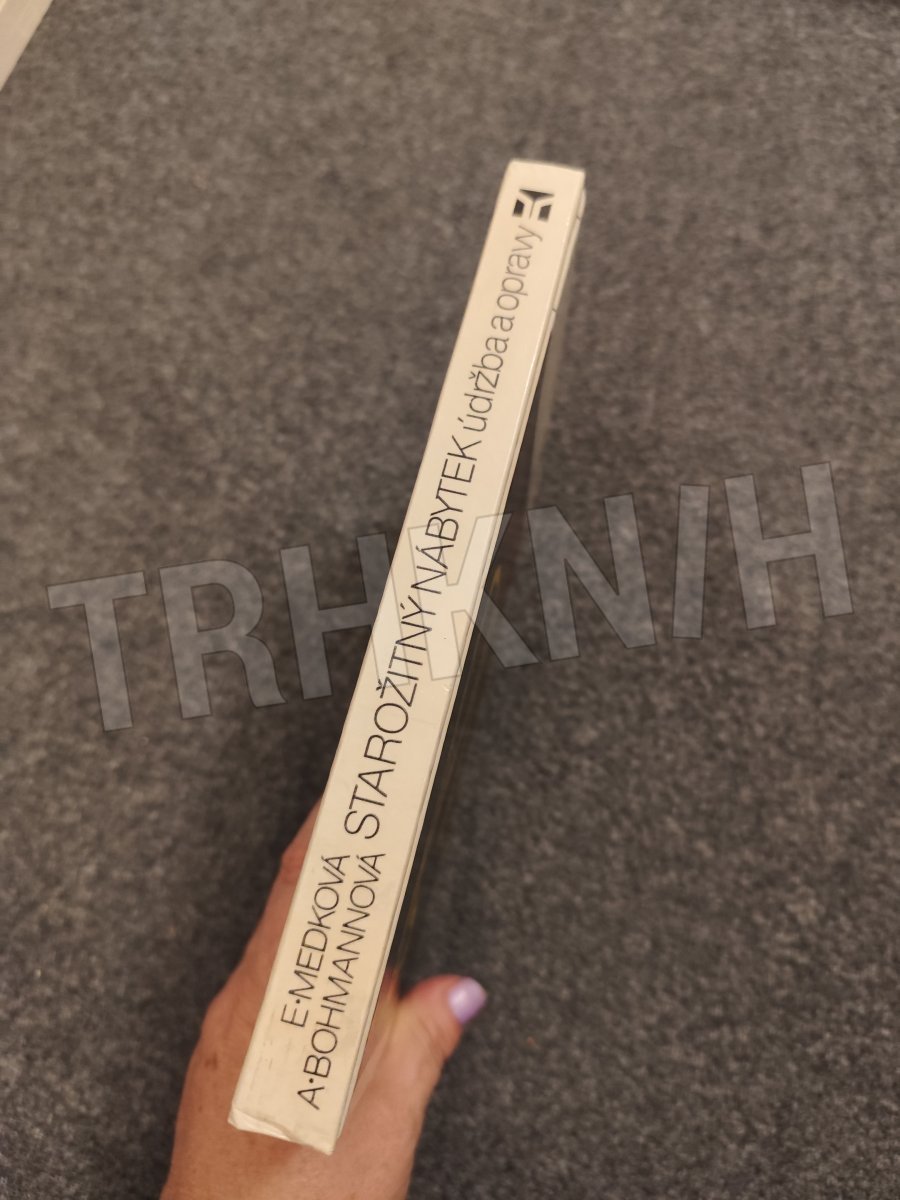 E·MEDKOVÁ
A·BOHMANNOVÁ
STAROŽITNÝ NÁBYTEK údržba a opravy
TRHKNIH